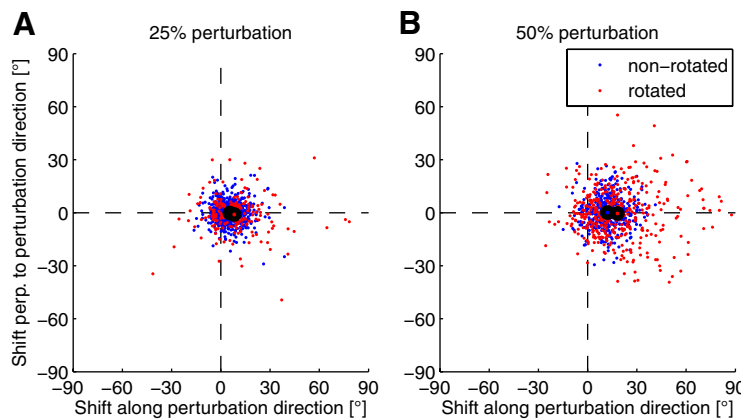 A
25% perturbation
90
60
30
0
−30
−60
−90
Shift perp. to perturbation direction [°]
−90 −60 −30 0 30 60 90
Shift along perturbation direction [°]
B
50% perturbation
non−rotated
rotated
90
60
30
0
−30
−60
−90
−90 −60 −30 0 30 60 90
Shift along perturbation direction [°]